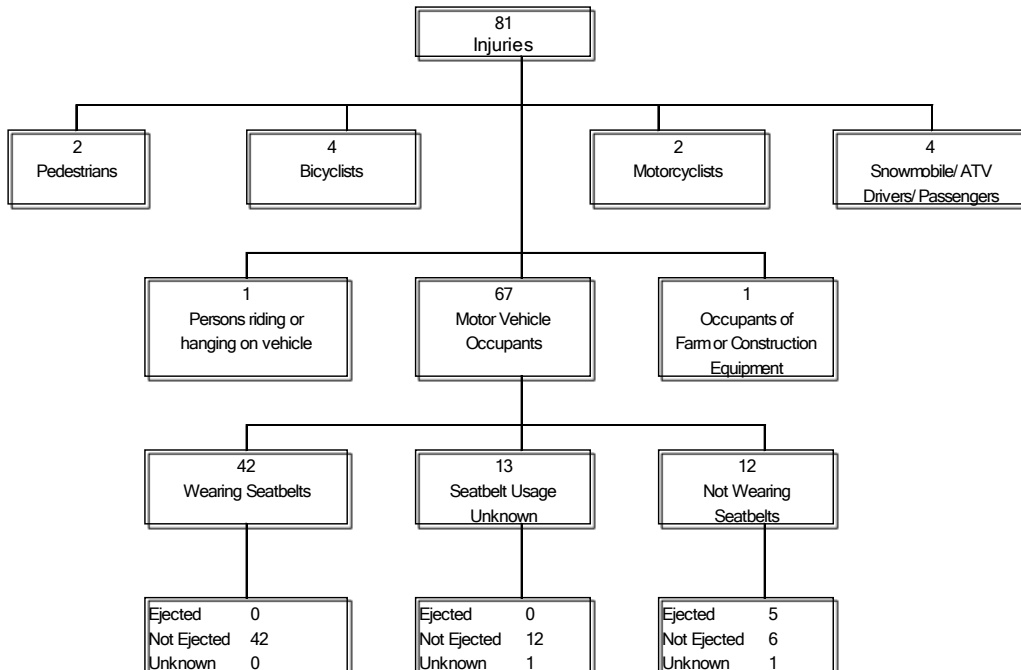 81
Injuries
2
Pedestrians
4
Bicyclists
2
Motorcyclists
4
Snowmobile/ ATV
Drivers/ Passengers
1
Persons riding or
hanging on vehicle
67
Motor Vehicle
Occupants
1
Occupants of
Farm or Construction
Equipment
42
Wearing Seatbelts
13
Seatbelt Usage
Unknown
12
Not Wearing
Seatbelts
Ejected 0
Not Ejected 42
Unknown 0
Ejected 0
Not Ejected 12
Unknown 1
Ejected 5
Not Ejected 6
Unknown 1